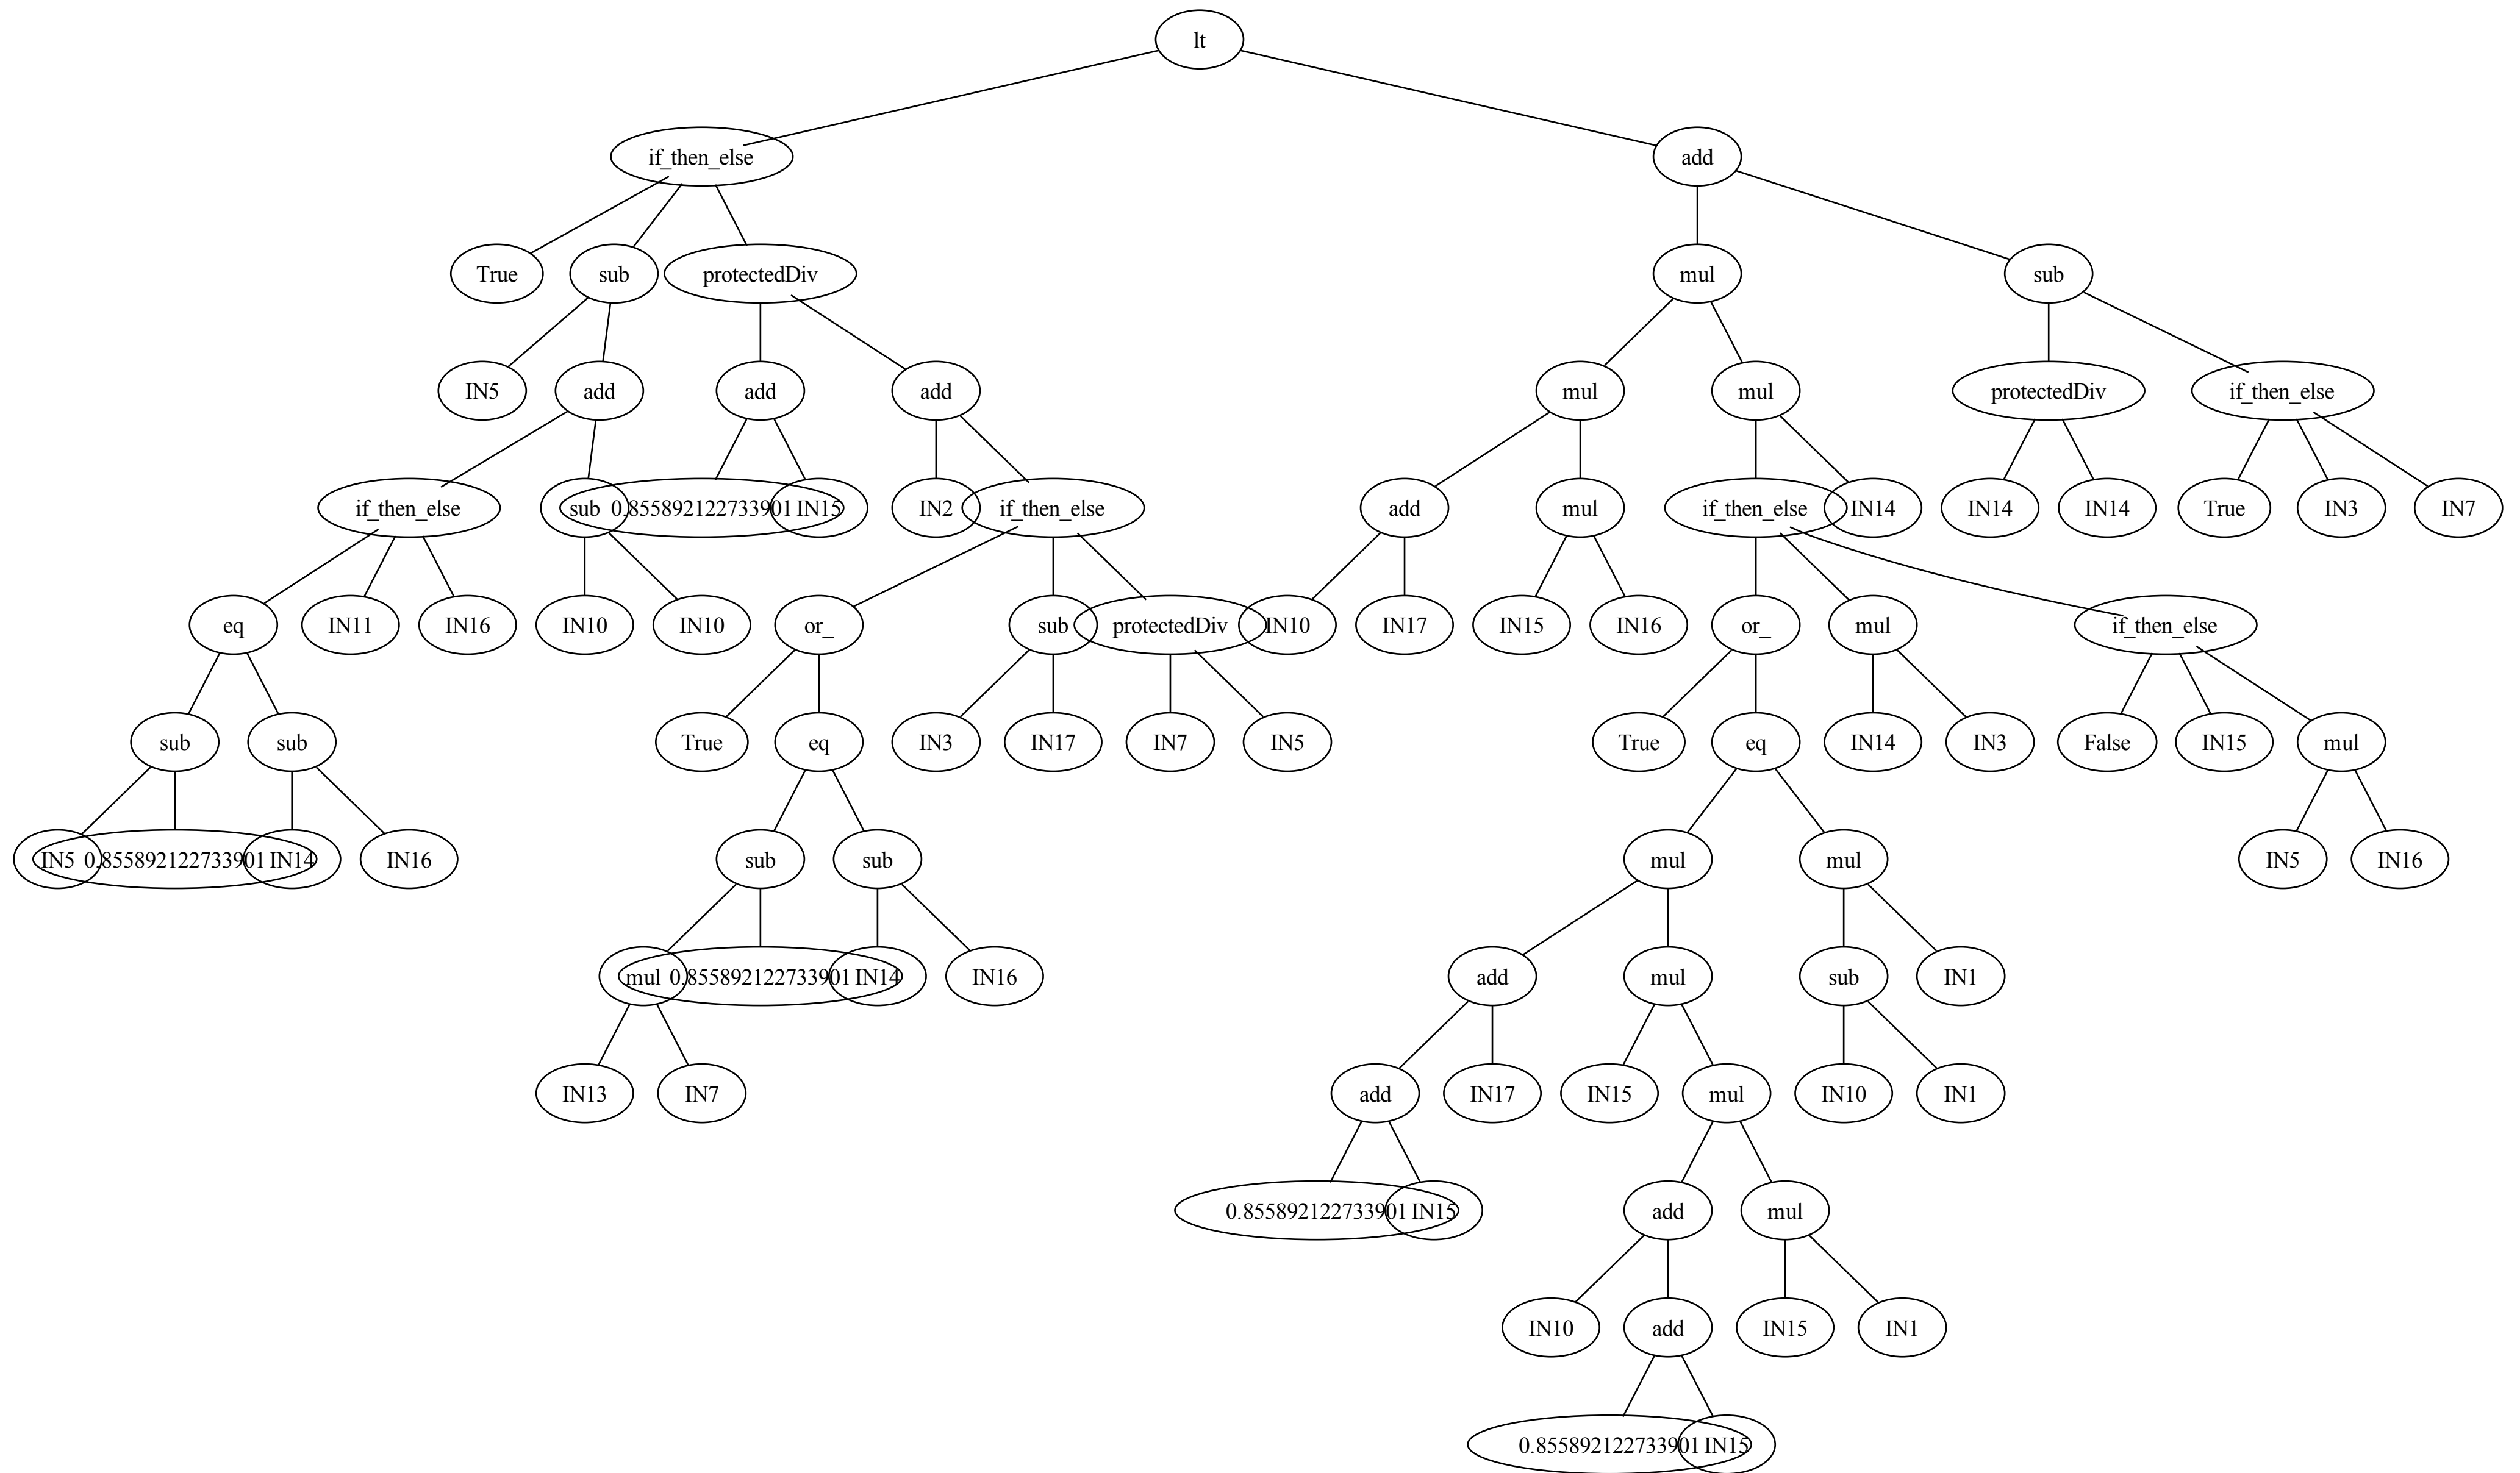 lt
if_then_else add
True sub protectedDiv mul sub
IN5 add add add mul mul protectedDiv if_then_else
if_then_else sub 0.855892122733901 IN15 IN2 if_then_else add mul if_then_else IN14 IN14 IN14 True IN3 IN7
eq IN11 IN16 IN10 IN10 or_ sub protectedDiv IN10 IN17 IN15 IN16 or_ mul if_then_else
sub sub True eq IN3 IN17 IN7 IN5 True eq IN14 IN3 False IN15 mul
IN5 0.855892122733901 IN14 IN16 sub sub mul mul IN5 IN16
mul 0.855892122733901 IN14 IN16 add mul sub IN1
IN13 IN7 add IN17 IN15 mul IN10 IN1
0.855892122733901 IN15 add mul
IN10 add IN15 IN1
0.855892122733901 IN15